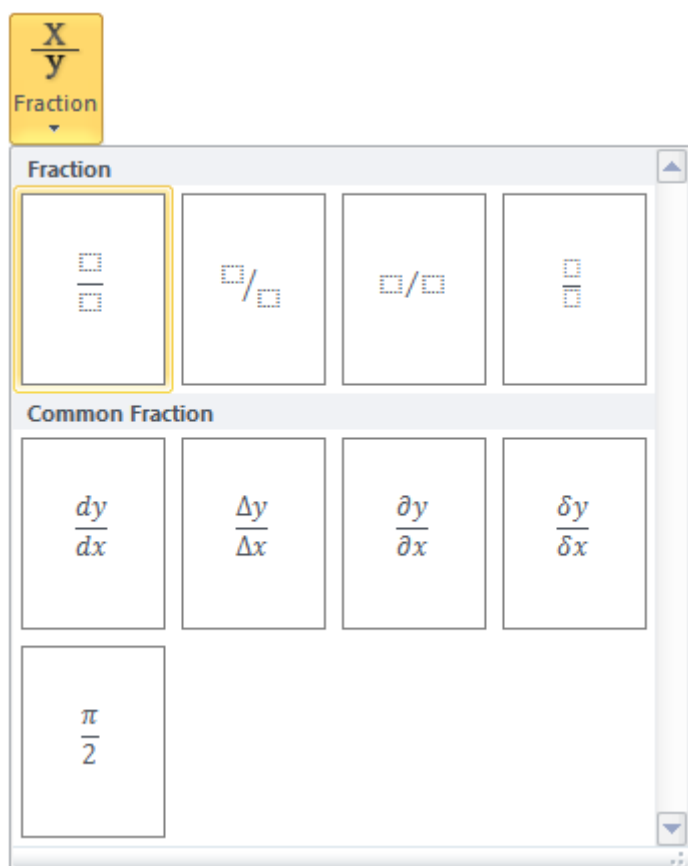 x
y
Fraction
Fraction
□/□
Common Fraction
dy
dx
Δy
Δx
∂y
∂x
δy
δx
π
2